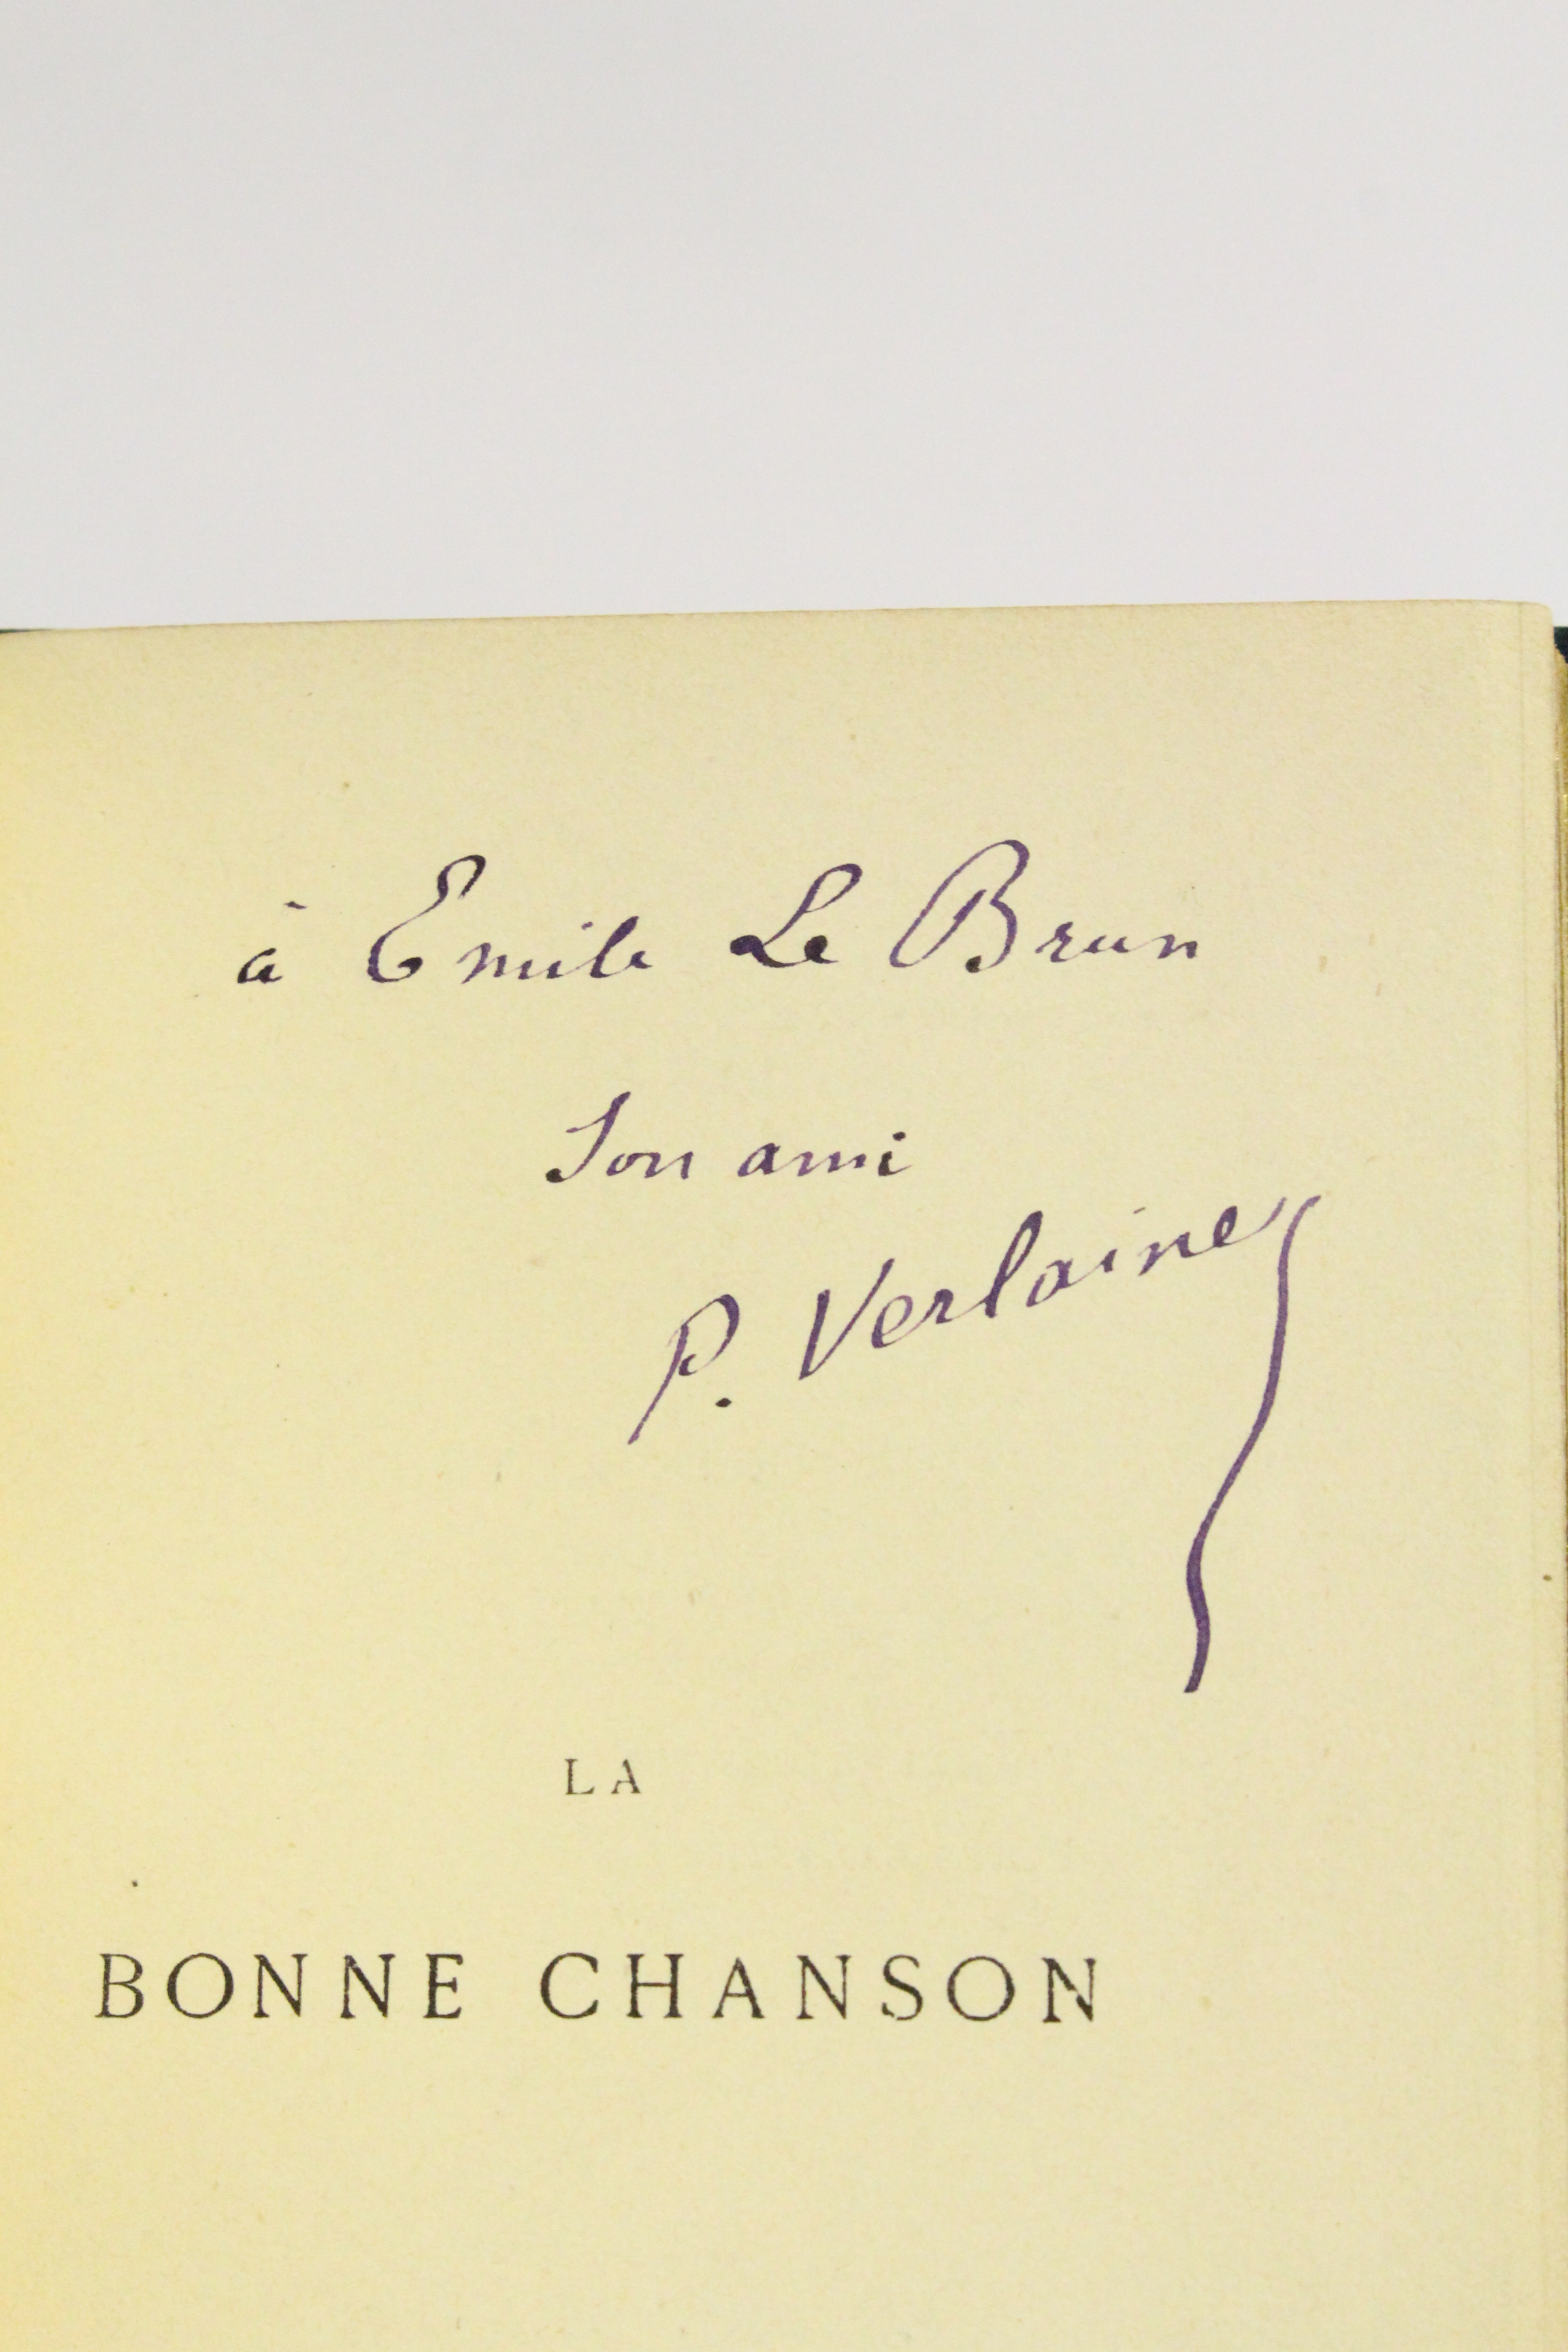 à Emile Le Brun
Son ami
P. Verlaine
LA
BONNE CHANSON